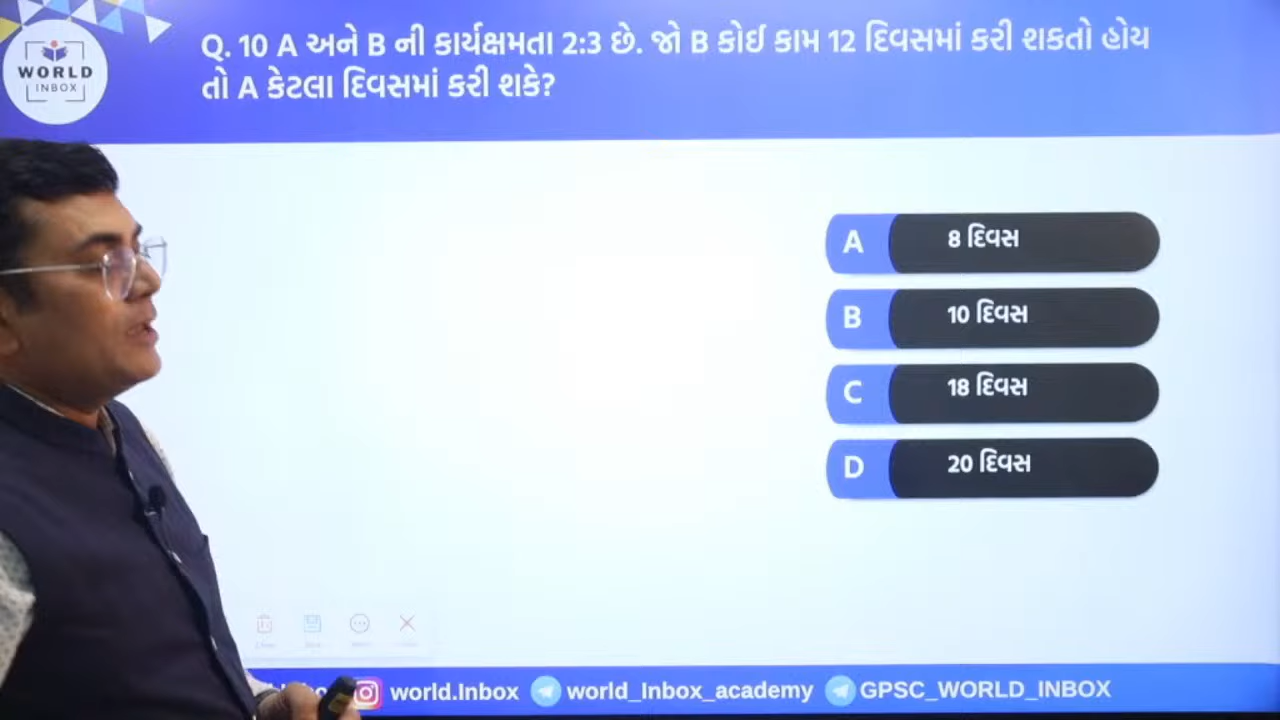 WORLD
INBOX
Q. 10 A અને B ની કાર્યક્ષમતા 2:3 છે. જો B કોઈ કામ 12 દિવસમાં કરી શકતો હોય
તો A કેટલા દિવસમાં કરી શકે?
A 8 દિવસ
B 10 દિવસ
C 18 દિવસ
D 20 દિવસ
world.Inbox world_Inbox_academy GPSC_WORLD_INBOX